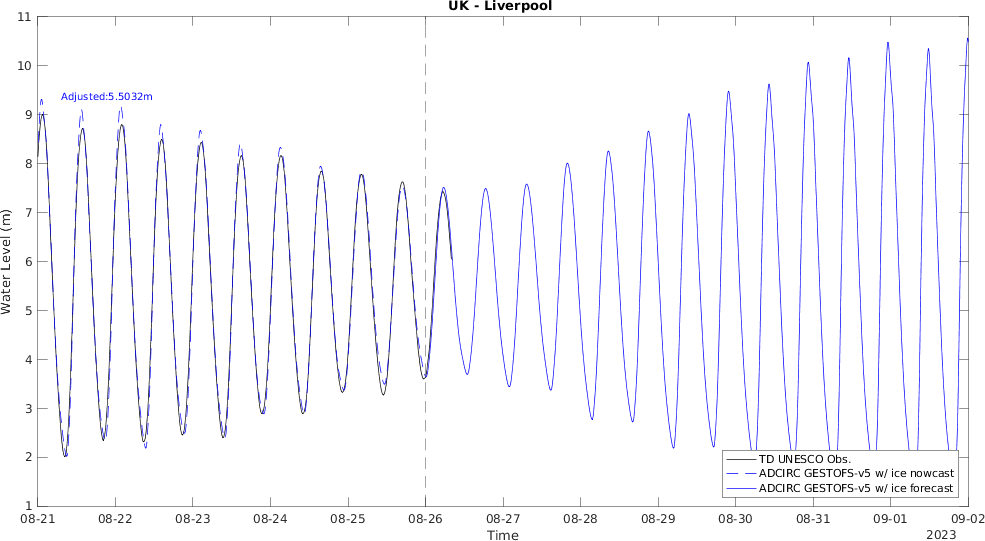 UK - Liverpool
11
10
9
8
7
6
5
4
3
2
1
Water Level (m)
Adjusted:5.5032m
TD UNESCO Obs.
ADCIRC GESTOFS-v5 w/ ice nowcast
ADCIRC GESTOFS-v5 w/ ice forecast
08-21 08-22 08-23 08-24 08-25 08-26 08-27 08-28 08-29 08-30 08-31 09-01 09-02
Time
2023